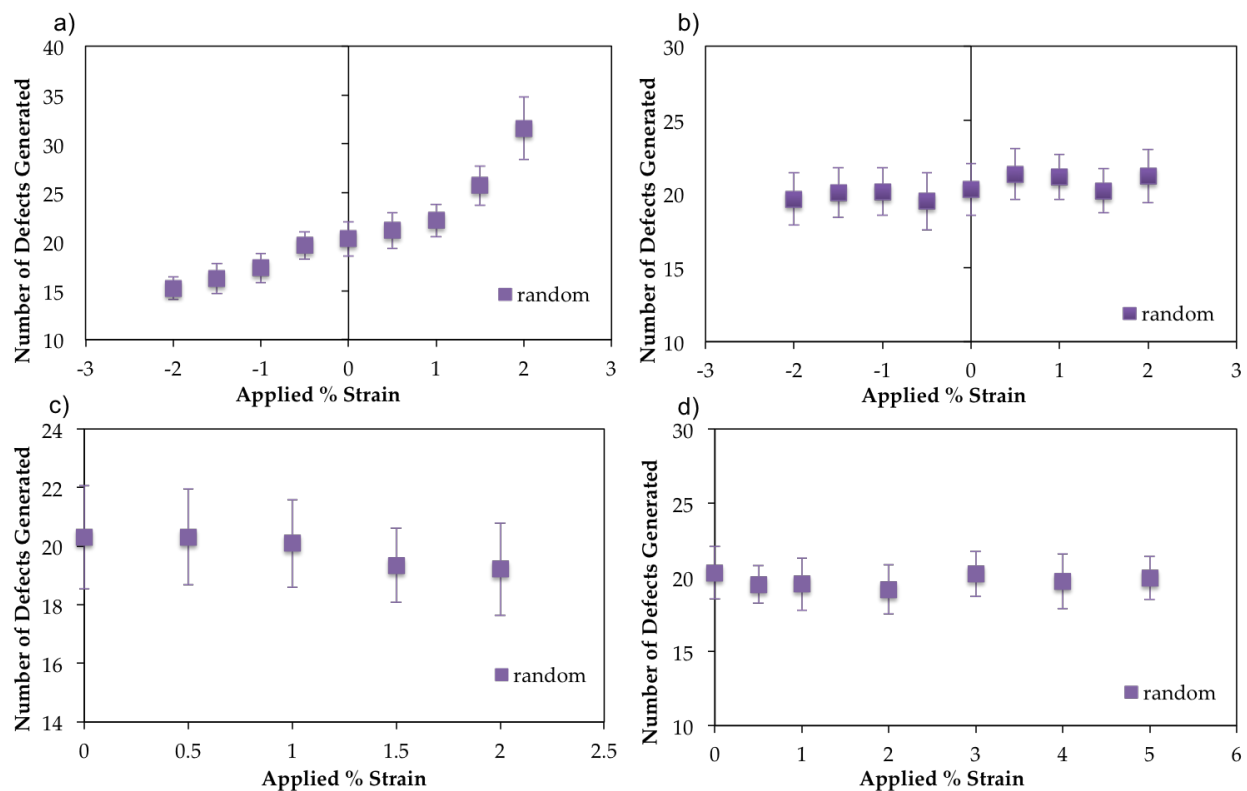 a)
40
35
30
25
20
15
10
-3 -2 -1 0 1 2 3
Number of Defects Generated
Applied % Strain
random
b)
30
25
20
15
10
-3 -2 -1 0 1 2 3
Number of Defects Generated
Applied % Strain
random
c)
24
22
20
18
16
14
0 0.5 1 1.5 2 2.5
Number of Defects Generated
Applied % Strain
random
d)
30
25
20
15
10
0 1 2 3 4 5 6
Number of Defects Generated
Applied % Strain
random